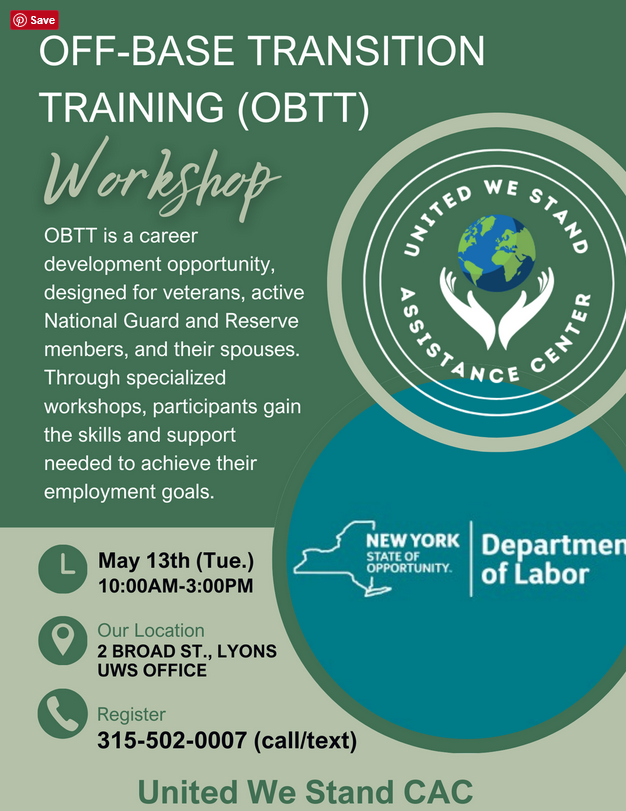 Save
OFF-BASE TRANSITION
TRAINING (OBTT)
Workshop
OBTT is a career
development opportunity,
designed for veterans, active
National Guard and Reserve
menbers, and their spouses.
Through specialized
workshops, participants gain
the skills and support
needed to achieve their
employment goals.
UNITED WE STAND
ASSISTANCE CENTER
NEW YORK
STATE OF
OPPORTUNITY.
Departmen
of Labor
May 13th (Tue.)
10:00AM-3:00PM
Our Location
2 BROAD ST., LYONS
UWS OFFICE
Register
315-502-0007 (call/text)
United We Stand CAC